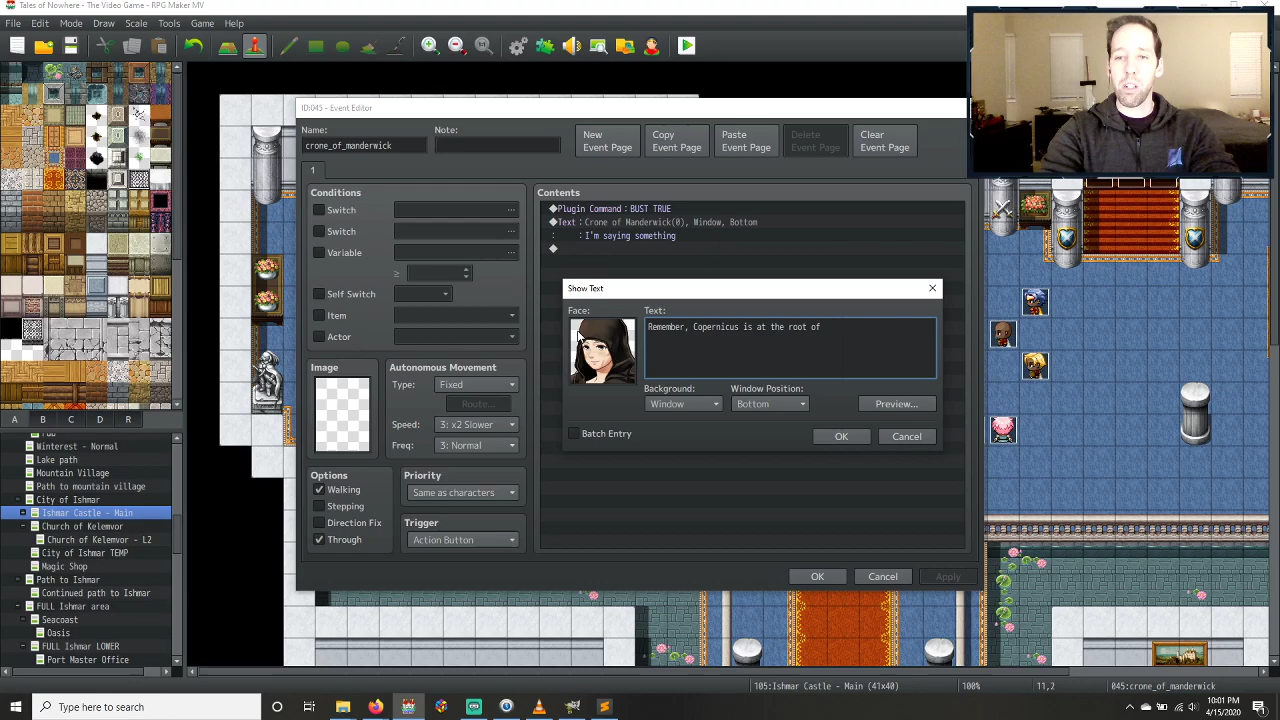 Tales of Nowhere - The Video Game - RPG Maker MV
File Edit Mode Draw Scale Tools Game Help
ID:045 - Event Editor
Name:
Note:
crone_of_manderwick
New
Event Page
Copy
Event Page
Paste
Event Page
Delete
Event Page
Clear
Event Page
1
Conditions
Switch ...
Switch ...
Variable ...
≥
Self Switch
Item
Actor
Image
Autonomous Movement
Type: Fixed
Route...
Speed: 3: x2 Slower
Freq: 3: Normal
Options
Walking
Stepping
Direction Fix
Through
Priority
Same as characters
Trigger
Action Button
Contents
◆Plugin Command : BUST TRUE
◆Text : Crone of Manderwick(0), Window, Bottom
: I'm saying something
◆
Show Text
Face:
Text:
Remember, Copernicus is at the root of
Background:
Window
Window Position:
Bottom
Preview...
Batch Entry
OK
Cancel
OK
Cancel
Apply
A B C D R
Winterest - Normal
Lake path
Mountain Village
Path to mountain village
City of Ishmar
Ishmar Castle - Main
Church of Kelemvor
Church of Kelemvor - L2
City of Ishmar TEMP
Magic Shop
Path to Ishmar
Continued path to Ishmar
FULL Ishmar area
Seacoast
Oasis
FULL Ishmar LOWER
Port Master Office
105:Ishmar Castle - Main (41x40)
100%
11,2
045:crone_of_manderwick
Type here to search
10:01 PM
4/15/2020